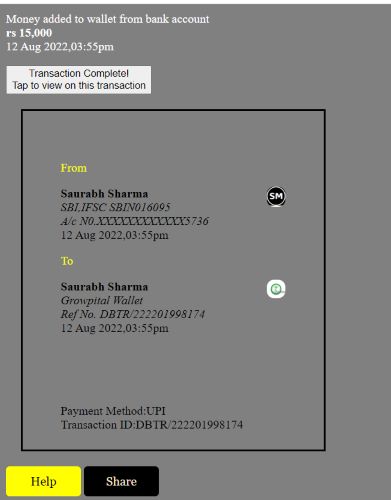 Money added to wallet from bank account
rs 15,000
12 Aug 2022,03:55pm
Transaction Complete!
Tap to view on this transaction
From
Saurabh Sharma
SM
SBI,IFSC SBIN016095
A/c N0.XXXXXXXXXXXX5736
12 Aug 2022,03:55pm
To
Saurabh Sharma
Growpital Wallet
Ref No. DBTR/222201998174
12 Aug 2022,03:55pm
Payment Method:UPI
Transaction ID:DBTR/222201998174
Help
Share